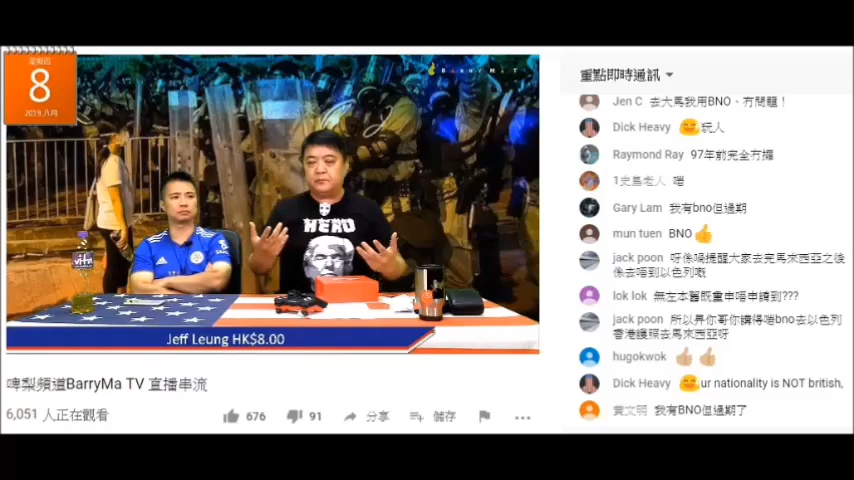 星期四
8
2019 八月
BARRYMA TV
HERO
vita
Jeff Leung HK$8.00
啤梨頻道BarryMa TV 直播串流
6,051 人正在觀看
676
91
分享
儲存
重點即時通訊
Jen C 去大馬我用BNO、冇問題！
Dick Heavy 🤗玩人
Raymond Ray 97年前完全冇攞
1史馬老人 啱
Gary Lam 我有bno但過期
mun tuen BNO👍
jack poon 呀係喎提醒大家去完馬來西亞之後
係去唔到以色列嘅
lok lok 無左本舊既重申唔申請到???
jack poon 所以畀你哥你講得啱bno去以色列
香港護照去馬來西亞呀
hugokwok 👍🏼👍🏼
Dick Heavy 🤗ur nationality is NOT british,
黃文明 我有BNO但過期了